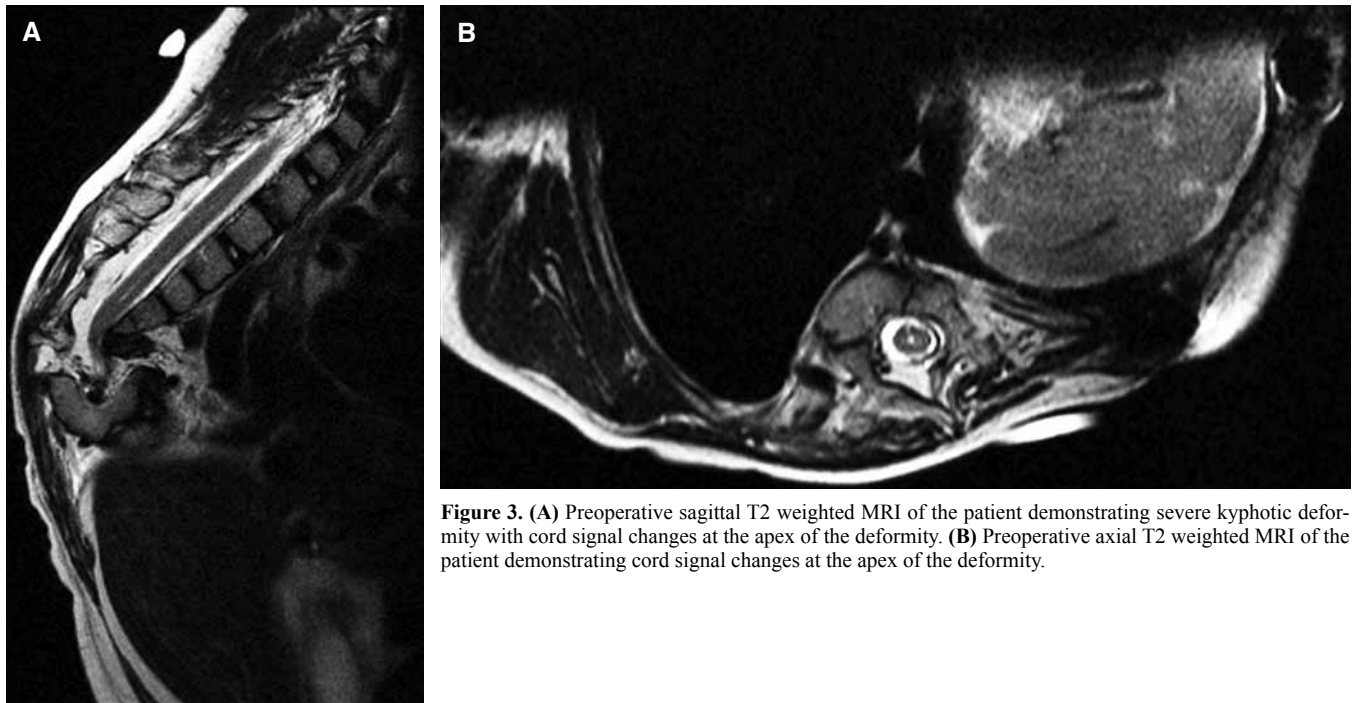 A
B
Figure 3. (A) Preoperative sagittal T2 weighted MRI of the patient demonstrating severe kyphotic defor-
mity with cord signal changes at the apex of the deformity. (B) Preoperative axial T2 weighted MRI of the
patient demonstrating cord signal changes at the apex of the deformity.